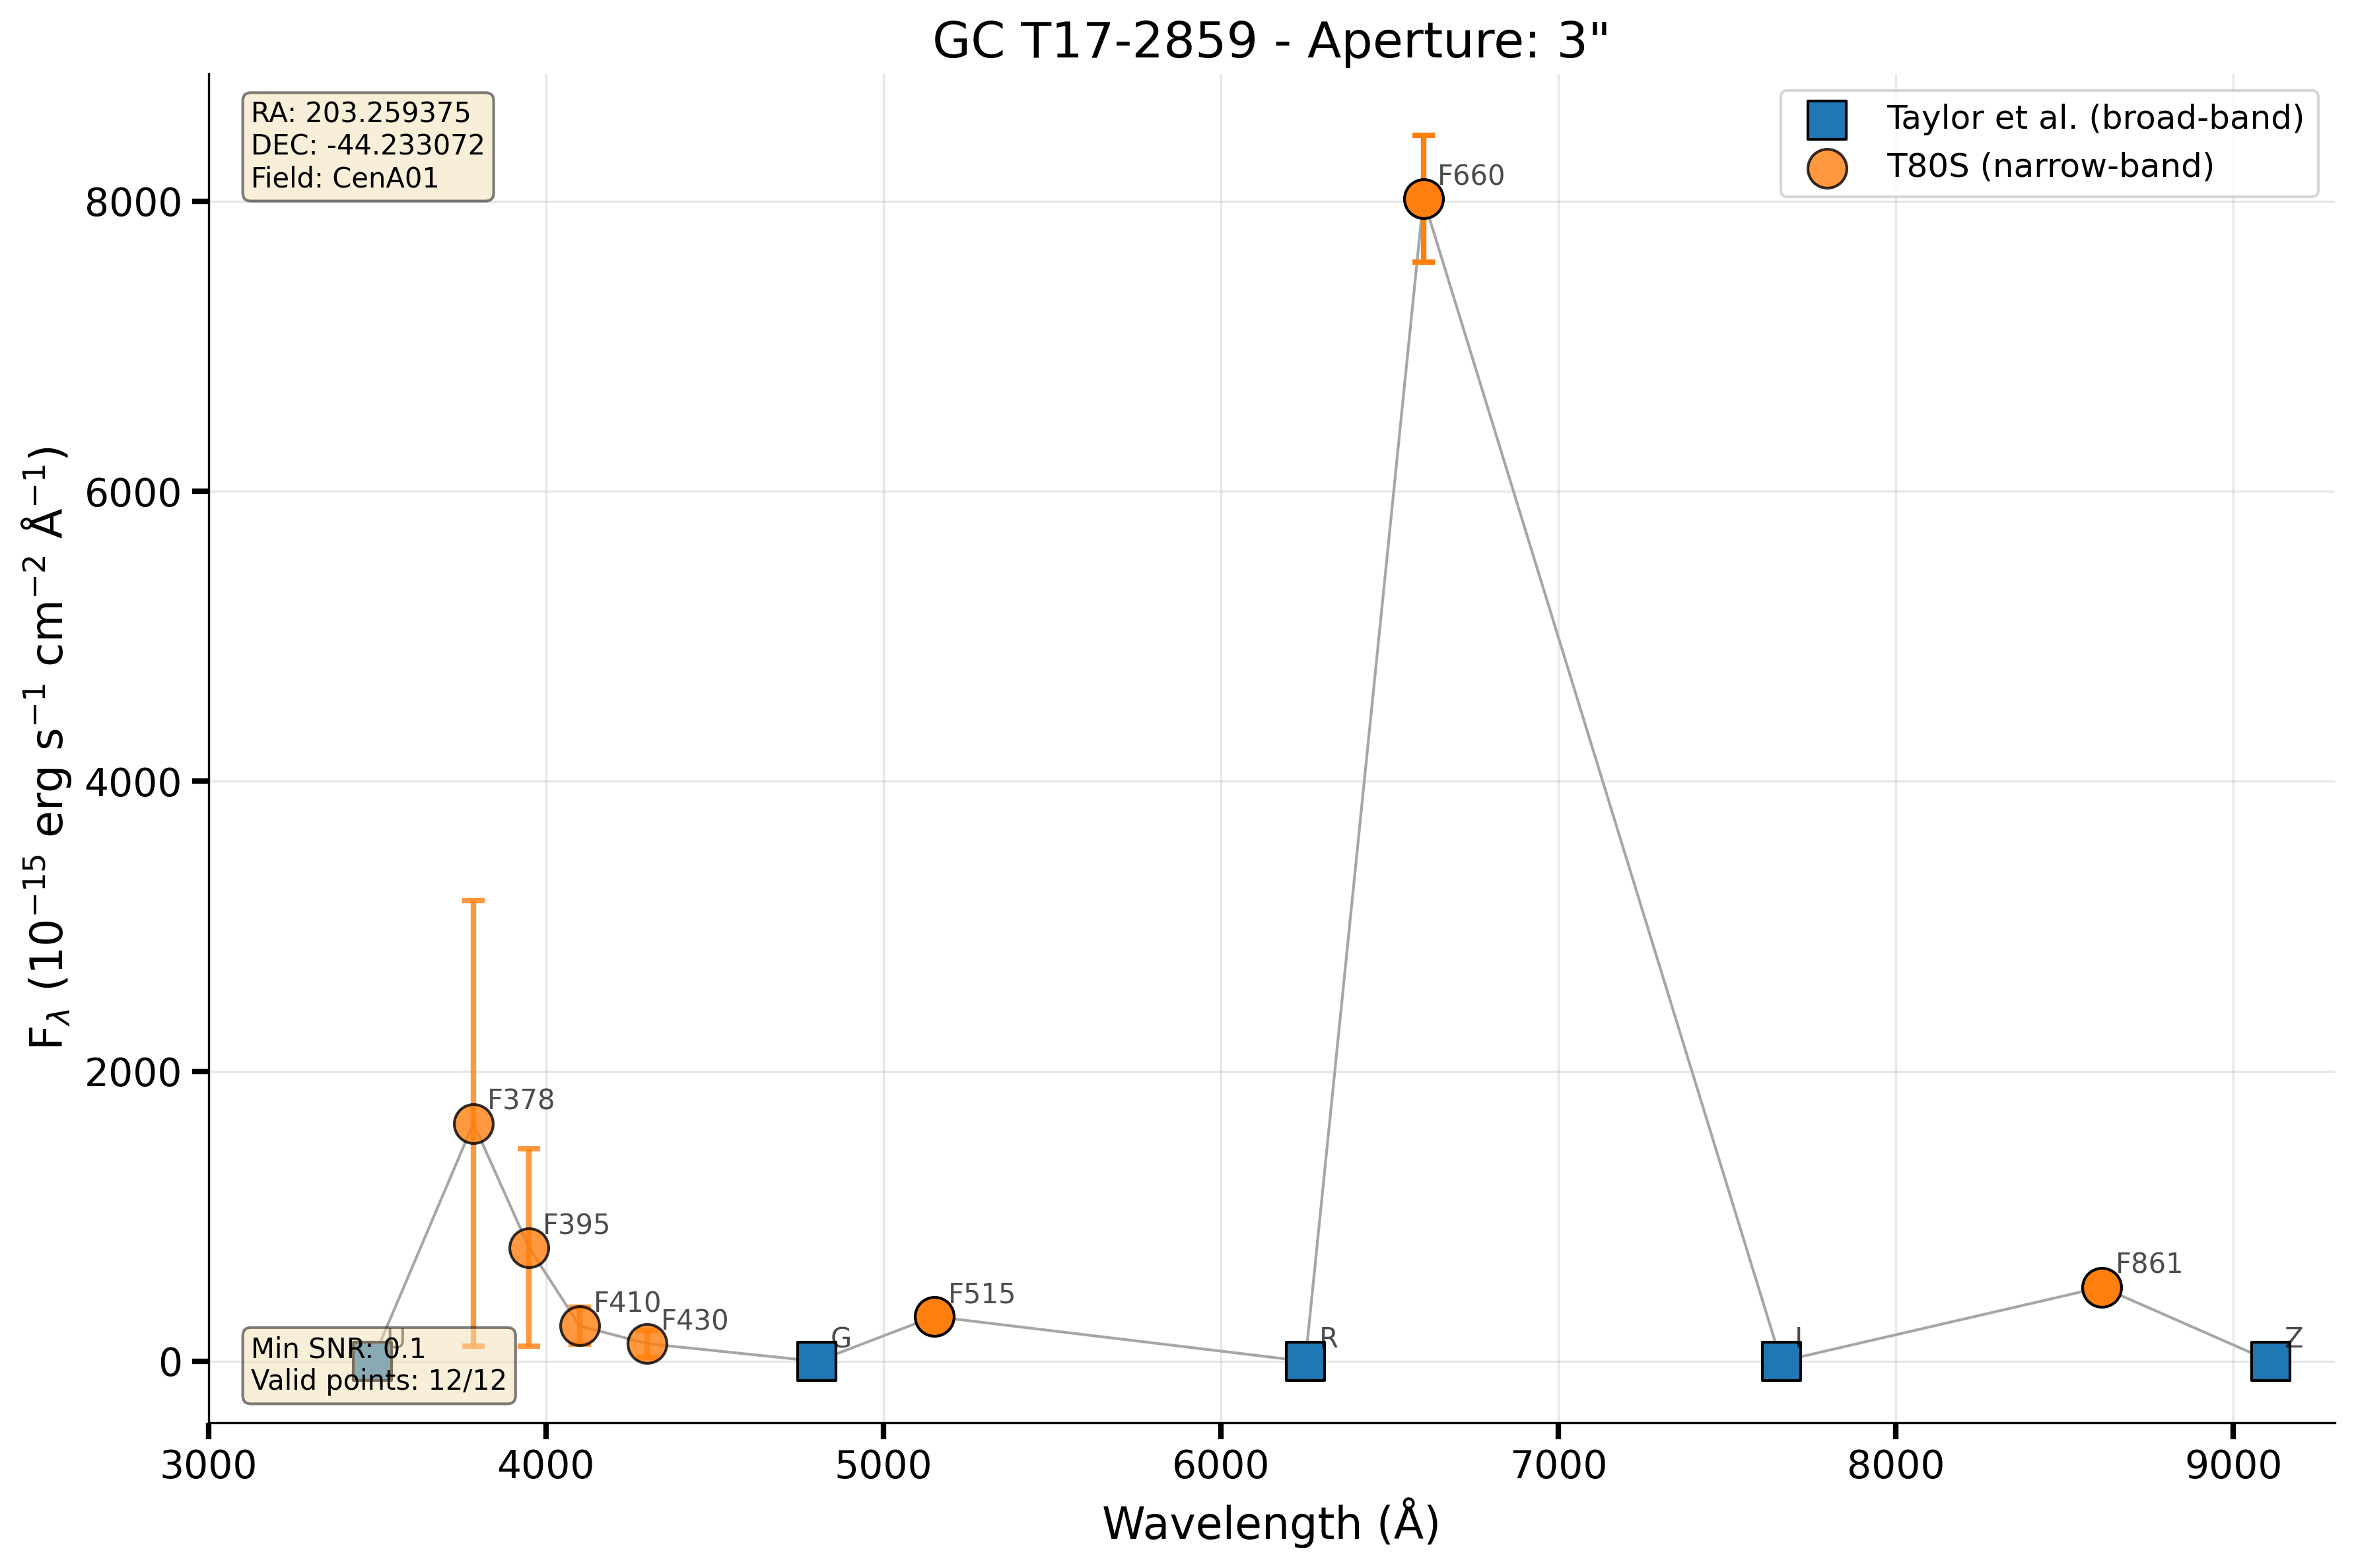 GC T17-2859 - Aperture: 3"
RA: 203.259375
DEC: -44.233072
Field: CenA01
Taylor et al. (broad-band)
T80S (narrow-band)
F660
8000
6000
4000
2000
0
F_λ (10⁻¹⁵ erg s⁻¹ cm⁻² Å⁻¹)
F378
F395
F410
F430
F515
F861
U
G
R
I
Z
Min SNR: 0.1
Valid points: 12/12
3000 4000 5000 6000 7000 8000 9000
Wavelength (Å)